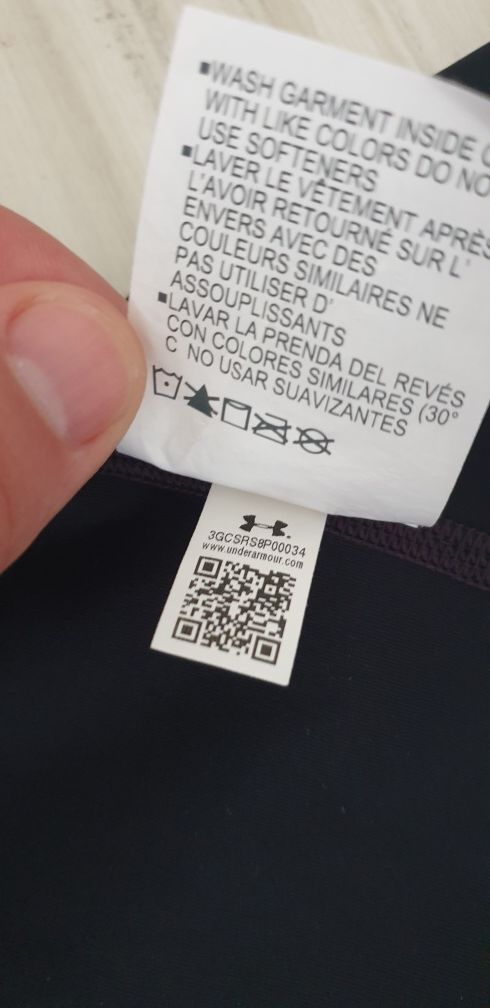 ▪WASH GARMENT INSIDE
WITH LIKE COLORS DO NO
USE SOFTENERS
▪LAVER LE VÊTEMENT APRÈS
L'AVOIR RETOURNÉ SUR L'
ENVERS AVEC DES
COULEURS SIMILAIRES NE
PAS UTILISER D'
ASSOUPLISSANTS
▪LAVAR LA PRENDA DEL REVÉS
CON COLORES SIMILARES (30°
C NO USAR SUAVIZANTES
3GCSRS8P00034
www.underarmour.com